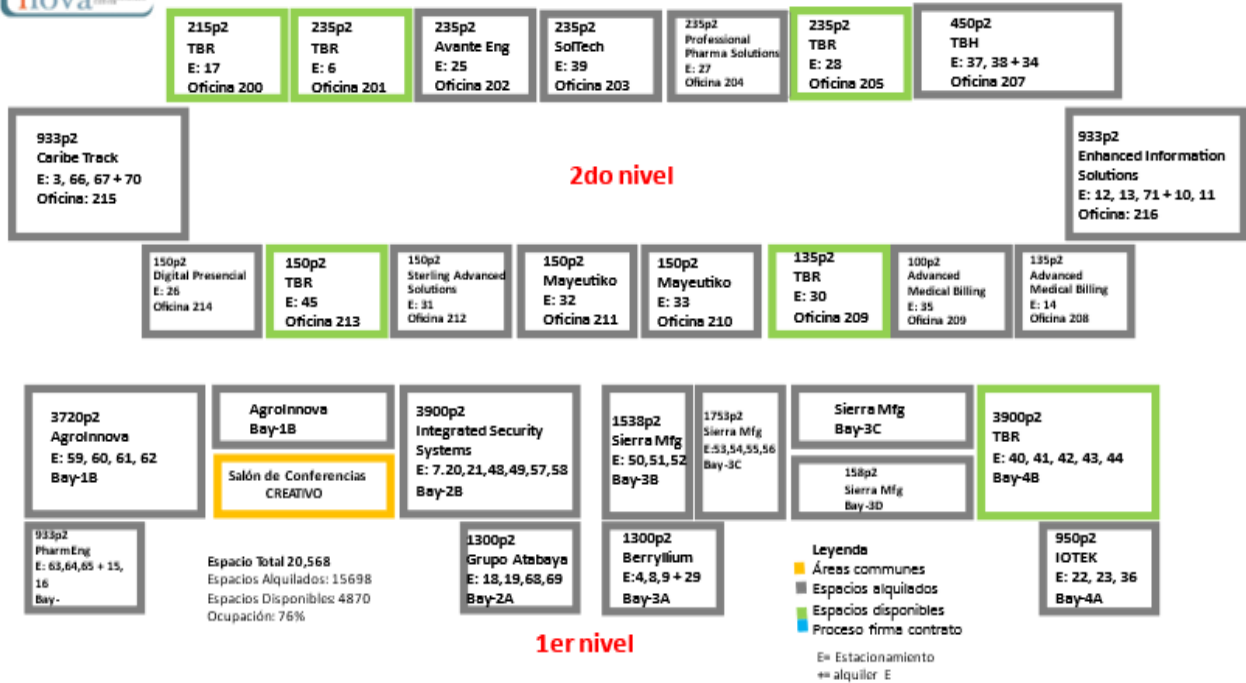 nova
215p2
TBR
E: 17
Oficina 200
235p2
TBR
E: 6
Oficina 201
235p2
Avante Eng
E: 25
Oficina 202
235p2
SolTech
E: 39
Oficina 203
235p2
Professional
Pharma Solutions
E: 27
Oficina 204
235p2
TBR
E: 28
Oficina 205
450p2
TBH
E: 37, 38 + 34
Oficina 207
933p2
Caribe Track
E: 3, 66, 67 + 70
Oficina: 215
2do nivel
933p2
Enhanced Information
Solutions
E: 12, 13, 71 + 10, 11
Oficina: 216
150p2
Digital Presencial
E: 26
Oficina 214
150p2
TBR
E: 45
Oficina 213
150p2
Sterling Advanced
Solutions
E: 31
Oficina 212
150p2
Mayeutiko
E: 32
Oficina 211
150p2
Mayeutiko
E: 33
Oficina 210
135p2
TBR
E: 30
Oficina 209
100p2
Advanced
Medical Billing
E: 35
Oficina 209
135p2
Advanced
Medical Billing
E: 14
Oficina 208
3720p2
AgroInnova
E: 59, 60, 61, 62
Bay-1B
AgroInnova
Bay-1B
Salón de Conferencias
CREATIVO
3900p2
Integrated Security
Systems
E: 7.20,21,48,49,57,58
Bay-2B
1538p2
Sierra Mfg
E: 50,51,52
Bay-3B
1753p2
Sierra Mfg
E:53,54,55,56
Bay-3C
Sierra Mfg
Bay-3C
158p2
Sierra Mfg
Bay-3D
3900p2
TBR
E: 40, 41, 42, 43, 44
Bay-4B
933p2
PharmEng
E: 63,64,65 + 15,
16
Bay-
Espacio Total 20,568
Espacios Alquilados: 15698
Espacios Disponibles: 4870
Ocupación: 76%
1300p2
Grupo Atabaya
E: 18,19,68,69
Bay-2A
1300p2
Berryllium
E:4,8,9 + 29
Bay-3A
Leyenda
Áreas communes
Espacios alquilados
Espacios disponibles
Proceso firma contrato
E= Estacionamiento
+= alquiler E
950p2
IOTEK
E: 22, 23, 36
Bay-4A
1er nivel